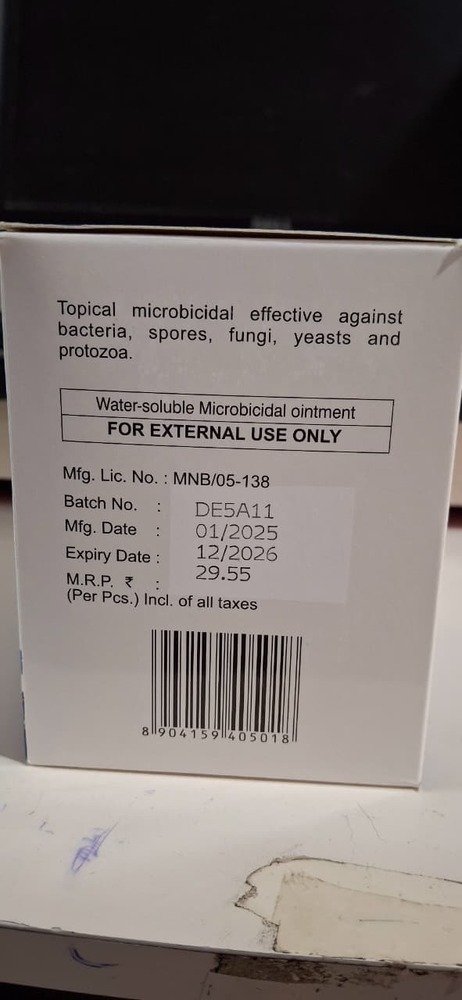 Topical microbicidal effective against
bacteria, spores, fungi, yeasts and
protozoa.
Water-soluble Microbicidal ointment
FOR EXTERNAL USE ONLY
Mfg. Lic. No. : MNB/05-138
Batch No. : DE5A11
Mfg. Date : 01/2025
Expiry Date : 12/2026
M.R.P. ₹ : 29.55
(Per Pcs.) Incl. of all taxes
8 904159 405018